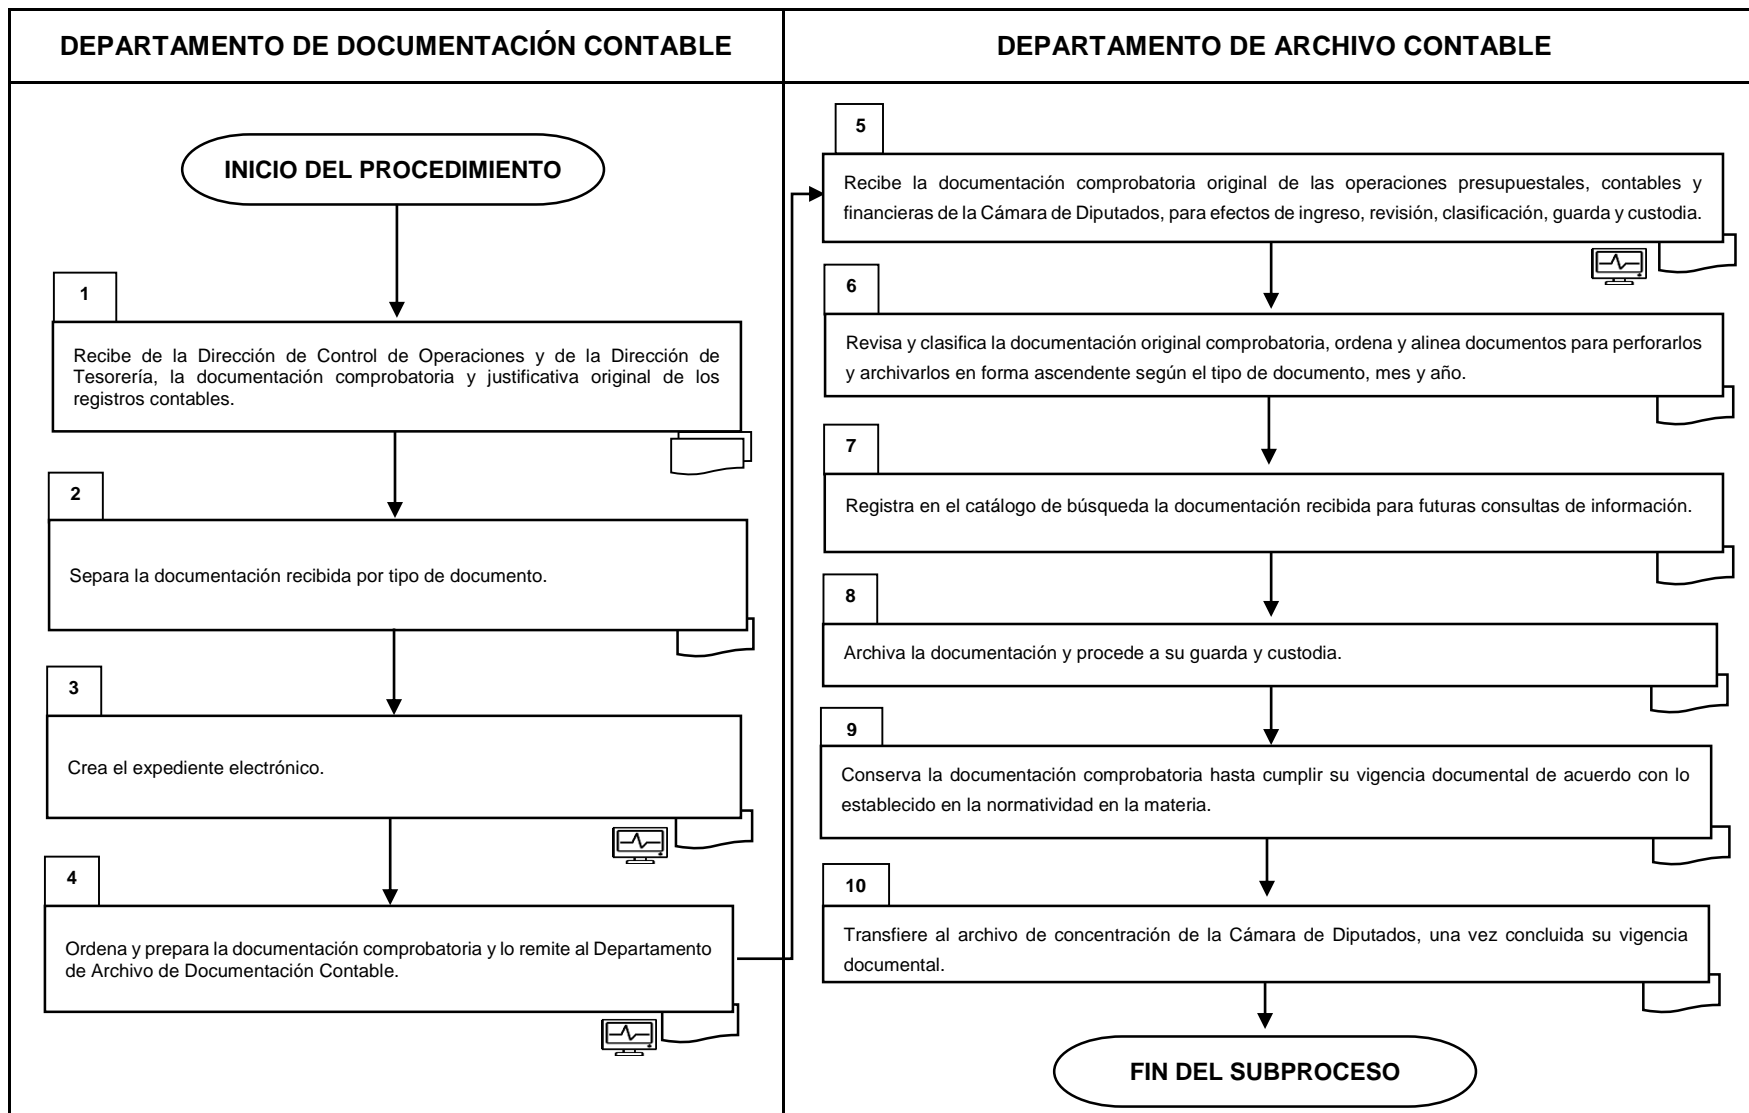 DEPARTAMENTO DE DOCUMENTACIÓN CONTABLE
INICIO DEL PROCEDIMIENTO
1
Recibe de la Dirección de Control de Operaciones y de la Dirección de
Tesorería, la documentación comprobatoria y justificativa original de los
registros contables.
2
Separa la documentación recibida por tipo de documento.
3
Crea el expediente electrónico.
4
Ordena y prepara la documentación comprobatoria y lo remite al Departamento
de Archivo de Documentación Contable.
DEPARTAMENTO DE ARCHIVO CONTABLE
5
Recibe la documentación comprobatoria original de las operaciones presupuestales, contables y
financieras de la Cámara de Diputados, para efectos de ingreso, revisión, clasificación, guarda y custodia.
6
Revisa y clasifica la documentación original comprobatoria, ordena y alinea documentos para perforarlos
y archivarlos en forma ascendente según el tipo de documento, mes y año.
7
Registra en el catálogo de búsqueda la documentación recibida para futuras consultas de información.
8
Archiva la documentación y procede a su guarda y custodia.
9
Conserva la documentación comprobatoria hasta cumplir su vigencia documental de acuerdo con lo
establecido en la normatividad en la materia.
10
Transfiere al archivo de concentración de la Cámara de Diputados, una vez concluida su vigencia
documental.
FIN DEL SUBPROCESO